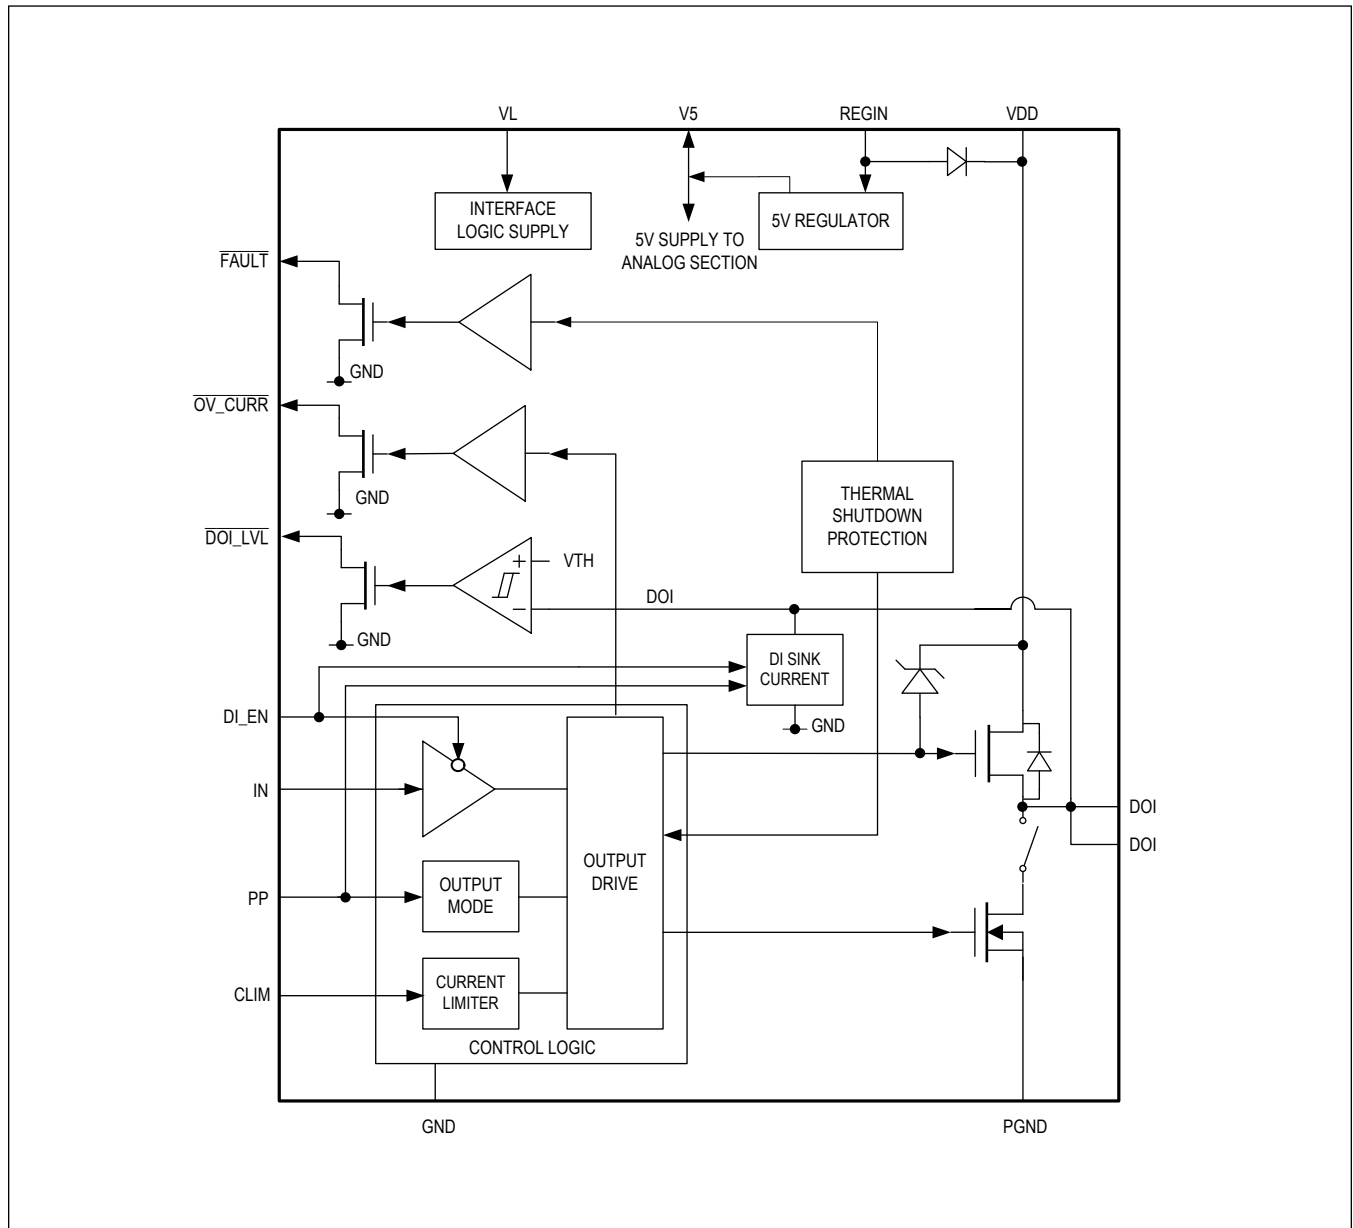 VL
V5
REGIN
VDD
INTERFACE
LOGIC SUPPLY
5V REGULATOR
5V SUPPLY TO
ANALOG SECTION
FAULT
GND
OV_CURR
GND
THERMAL
SHUTDOWN
PROTECTION
DOI_LVL
+
VTH
−
DOI
GND
DI SINK
CURRENT
GND
DI_EN
IN
DOI
DOI
OUTPUT
DRIVE
PP
OUTPUT
MODE
CLIM
CURRENT
LIMITER
CONTROL LOGIC
GND
PGND